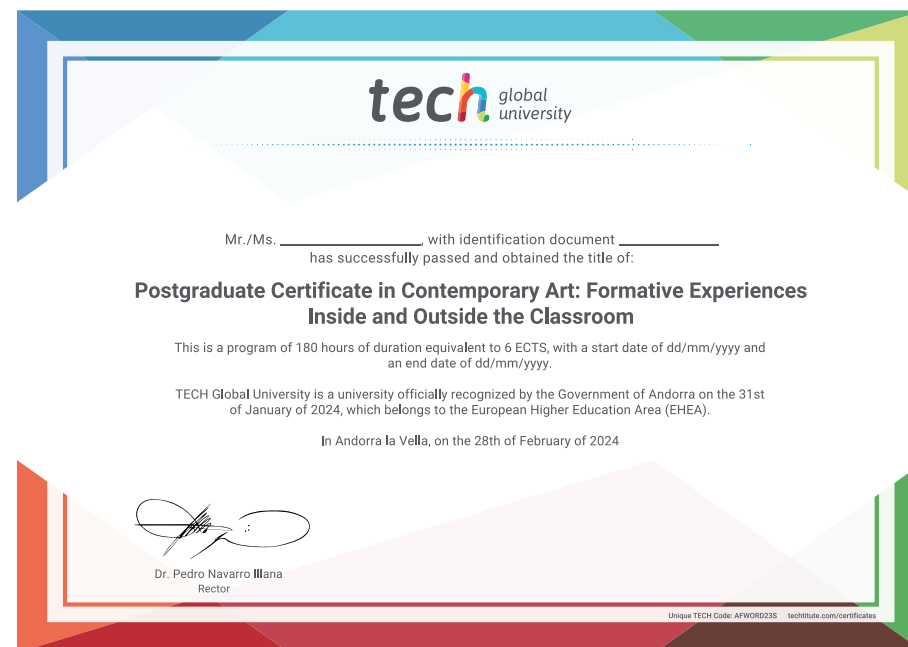 tech global
university
Mr./Ms. ____________________, with identification document ______________
has successfully passed and obtained the title of:
Postgraduate Certificate in Contemporary Art: Formative Experiences
Inside and Outside the Classroom
This is a program of 180 hours of duration equivalent to 6 ECTS, with a start date of dd/mm/yyyy and
an end date of dd/mm/yyyy.
TECH Global University is a university officially recognized by the Government of Andorra on the 31st
of January of 2024, which belongs to the European Higher Education Area (EHEA).
In Andorra la Vella, on the 28th of February of 2024
Dr. Pedro Navarro Illana
Rector
Unique TECH Code: AFWORD23S techtitute.com/certificates